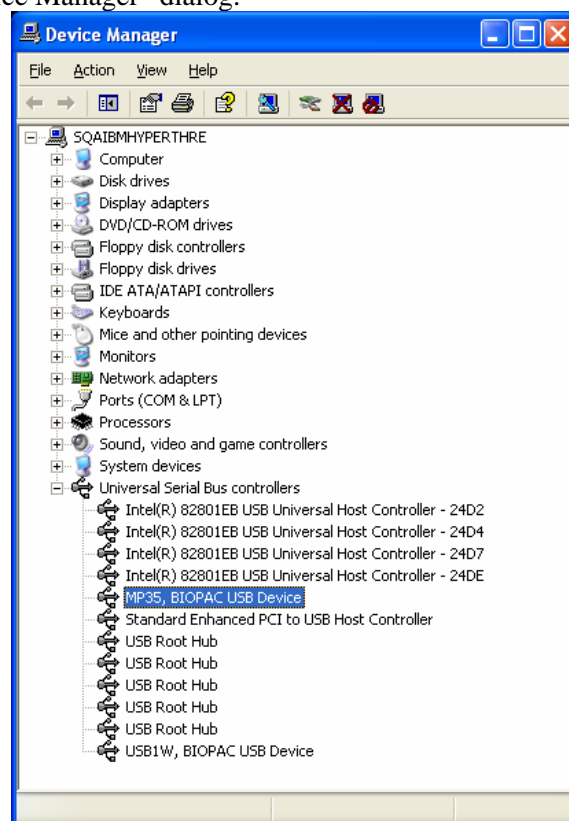 ce Manager" dialog.
Device Manager
File Action View Help
SQAIBMHYPERTHRE
Computer
Disk drives
Display adapters
DVD/CD-ROM drives
Floppy disk controllers
Floppy disk drives
IDE ATA/ATAPI controllers
Keyboards
Mice and other pointing devices
Monitors
Network adapters
Ports (COM & LPT)
Processors
Sound, video and game controllers
System devices
Universal Serial Bus controllers
Intel(R) 82801EB USB Universal Host Controller - 24D2
Intel(R) 82801EB USB Universal Host Controller - 24D4
Intel(R) 82801EB USB Universal Host Controller - 24D7
Intel(R) 82801EB USB Universal Host Controller - 24DE
MP35, BIOPAC USB Device
Standard Enhanced PCI to USB Host Controller
USB Root Hub
USB Root Hub
USB Root Hub
USB Root Hub
USB Root Hub
USB1W, BIOPAC USB Device